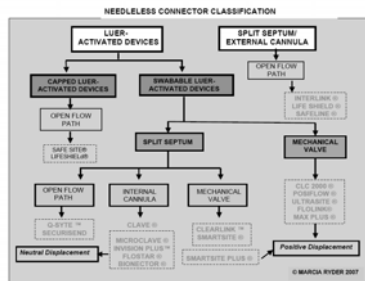 NEEDLELESS CONNECTOR CLASSIFICATION
LUER-
ACTIVATED DEVICES
SPLIT SEPTUM/
EXTERNAL CANNULA
CAPPED LUER-
ACTIVATED DEVICES
SWABABLE LUER-
ACTIVATED DEVICES
OPEN FLOW
PATH
INTERLINK ®
LIFE SHIELD ®
SAFELINE ®
OPEN FLOW
PATH
SAFE SITE®
LIFESHIELD®
SPLIT SEPTUM
MECHANICAL
VALVE
OPEN FLOW
PATH
INTERNAL
CANNULA
MECHANICAL
VALVE
CLC 2000 ®
POSIFLOW ®
ULTRASITE ®
FLOLINK®
MAX PLUS ®
Q-SYTE ™
SECURISEND
CLAVE ®
MICROCLAVE ®
INVISION PLUS™
FLOSTAR ®
BIONECTOR ®
CLEARLINK ™
SMARTSITE ®
SMARTSITE PLUS ®
Neutral Displacement
Positive Displacement
© MARCIA RYDER 2007